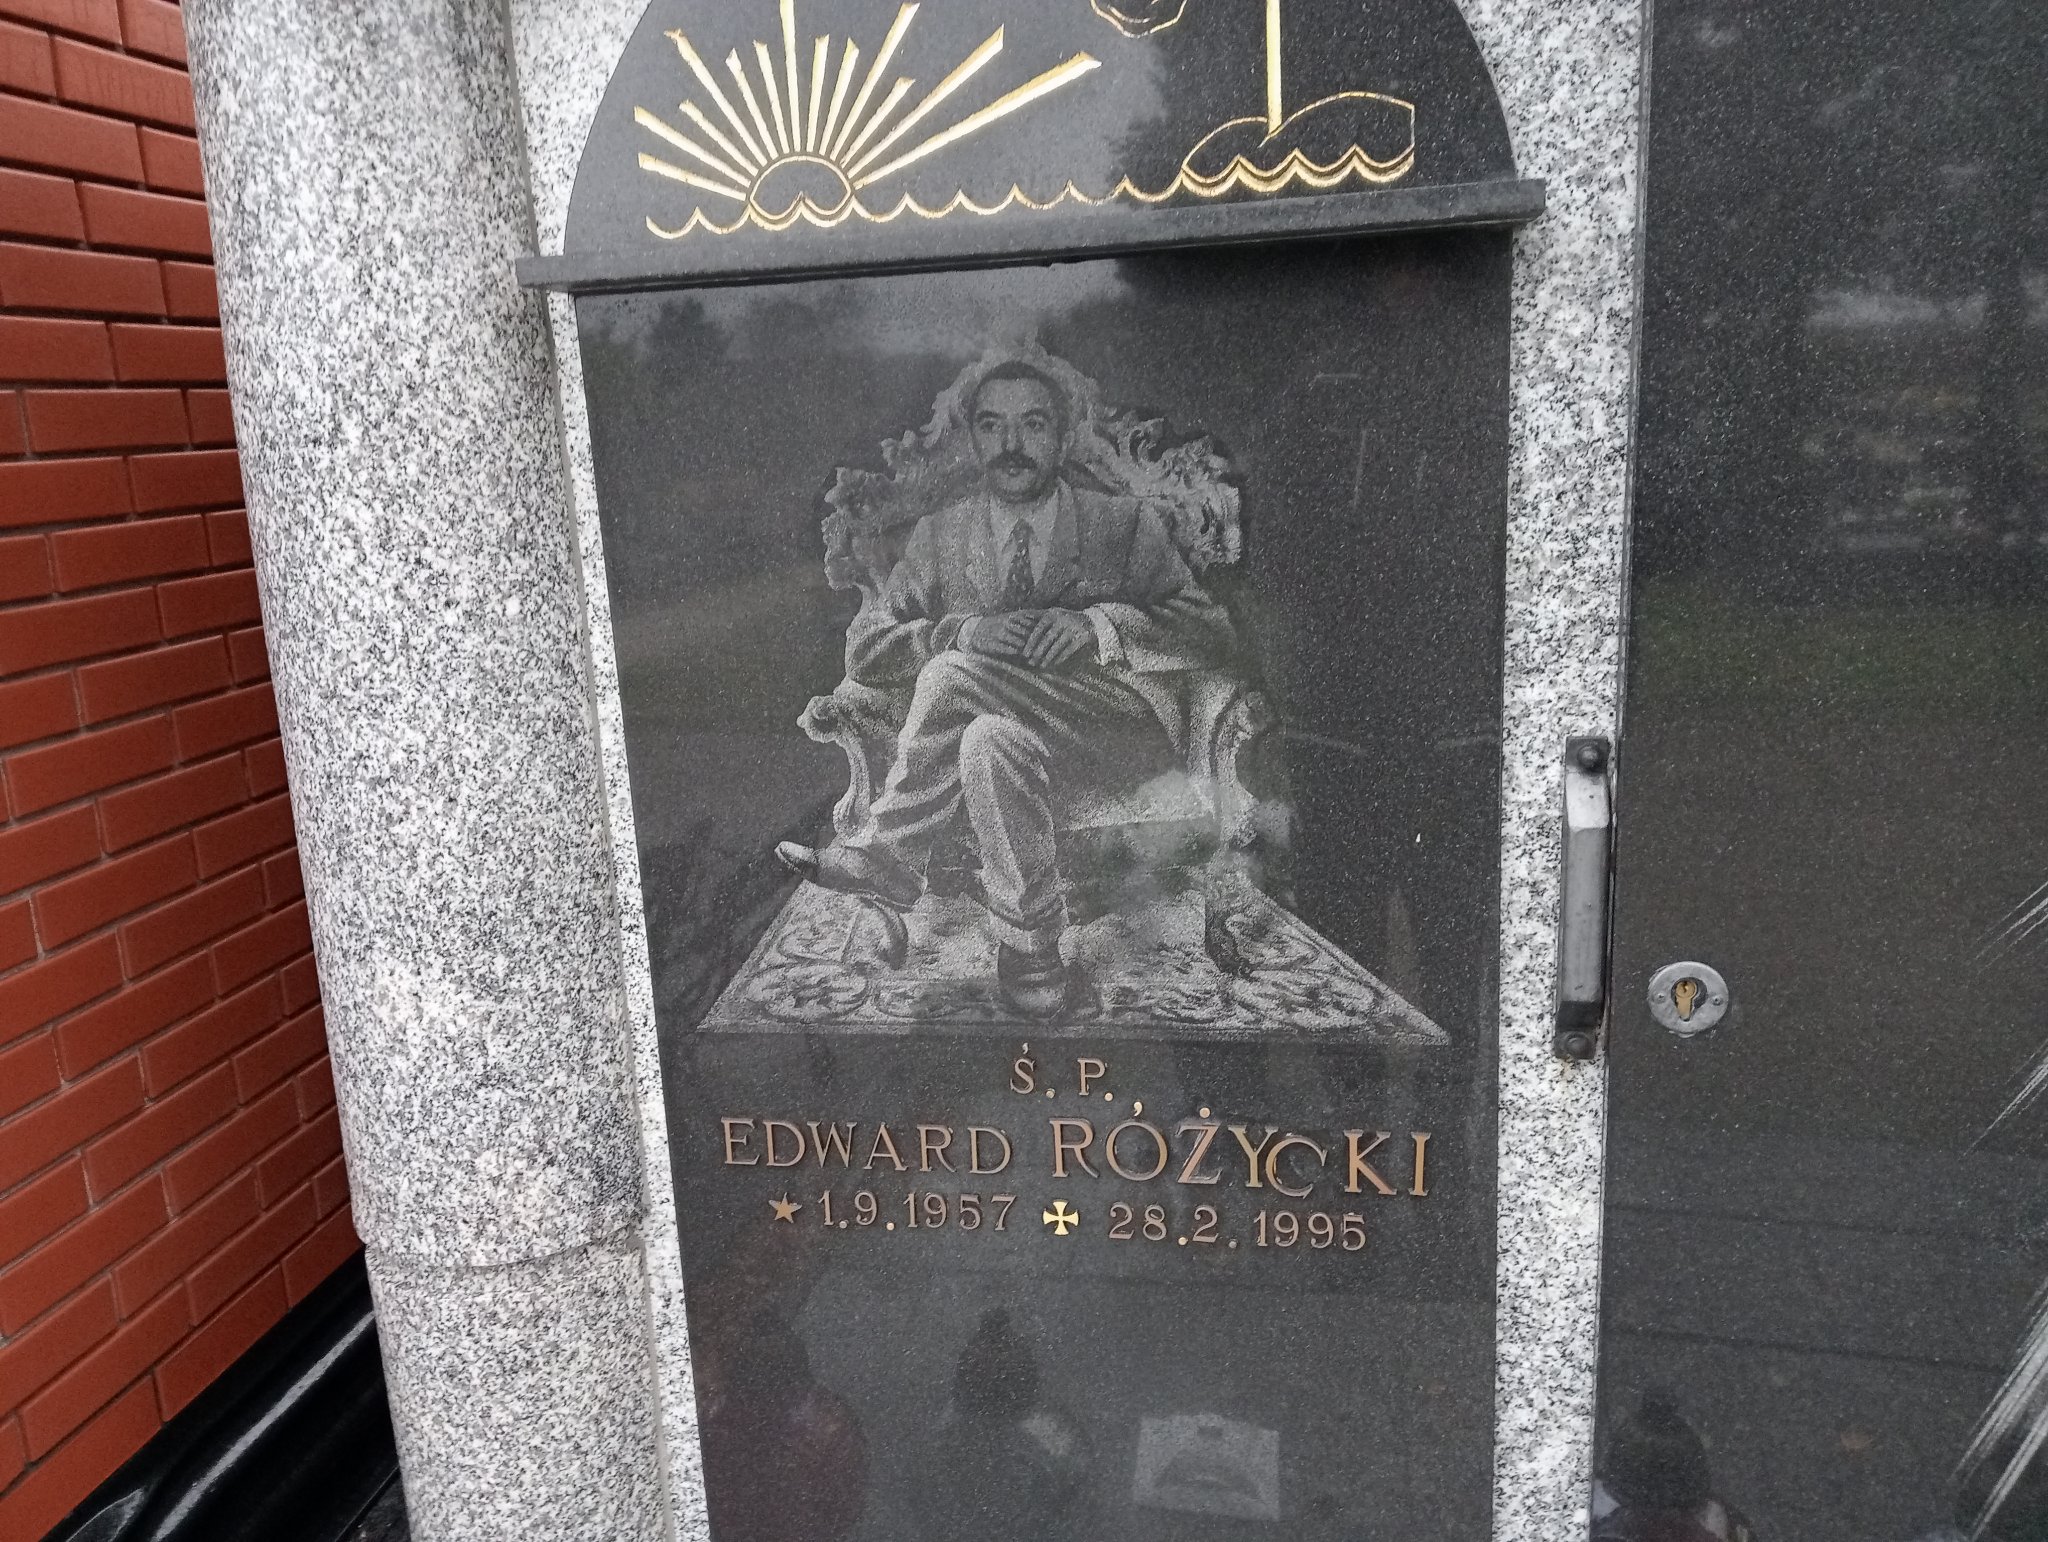 Ś. P.
EDWARD RÓŻYCKI
★ 1.9.1957 ✠ 28.2.1995